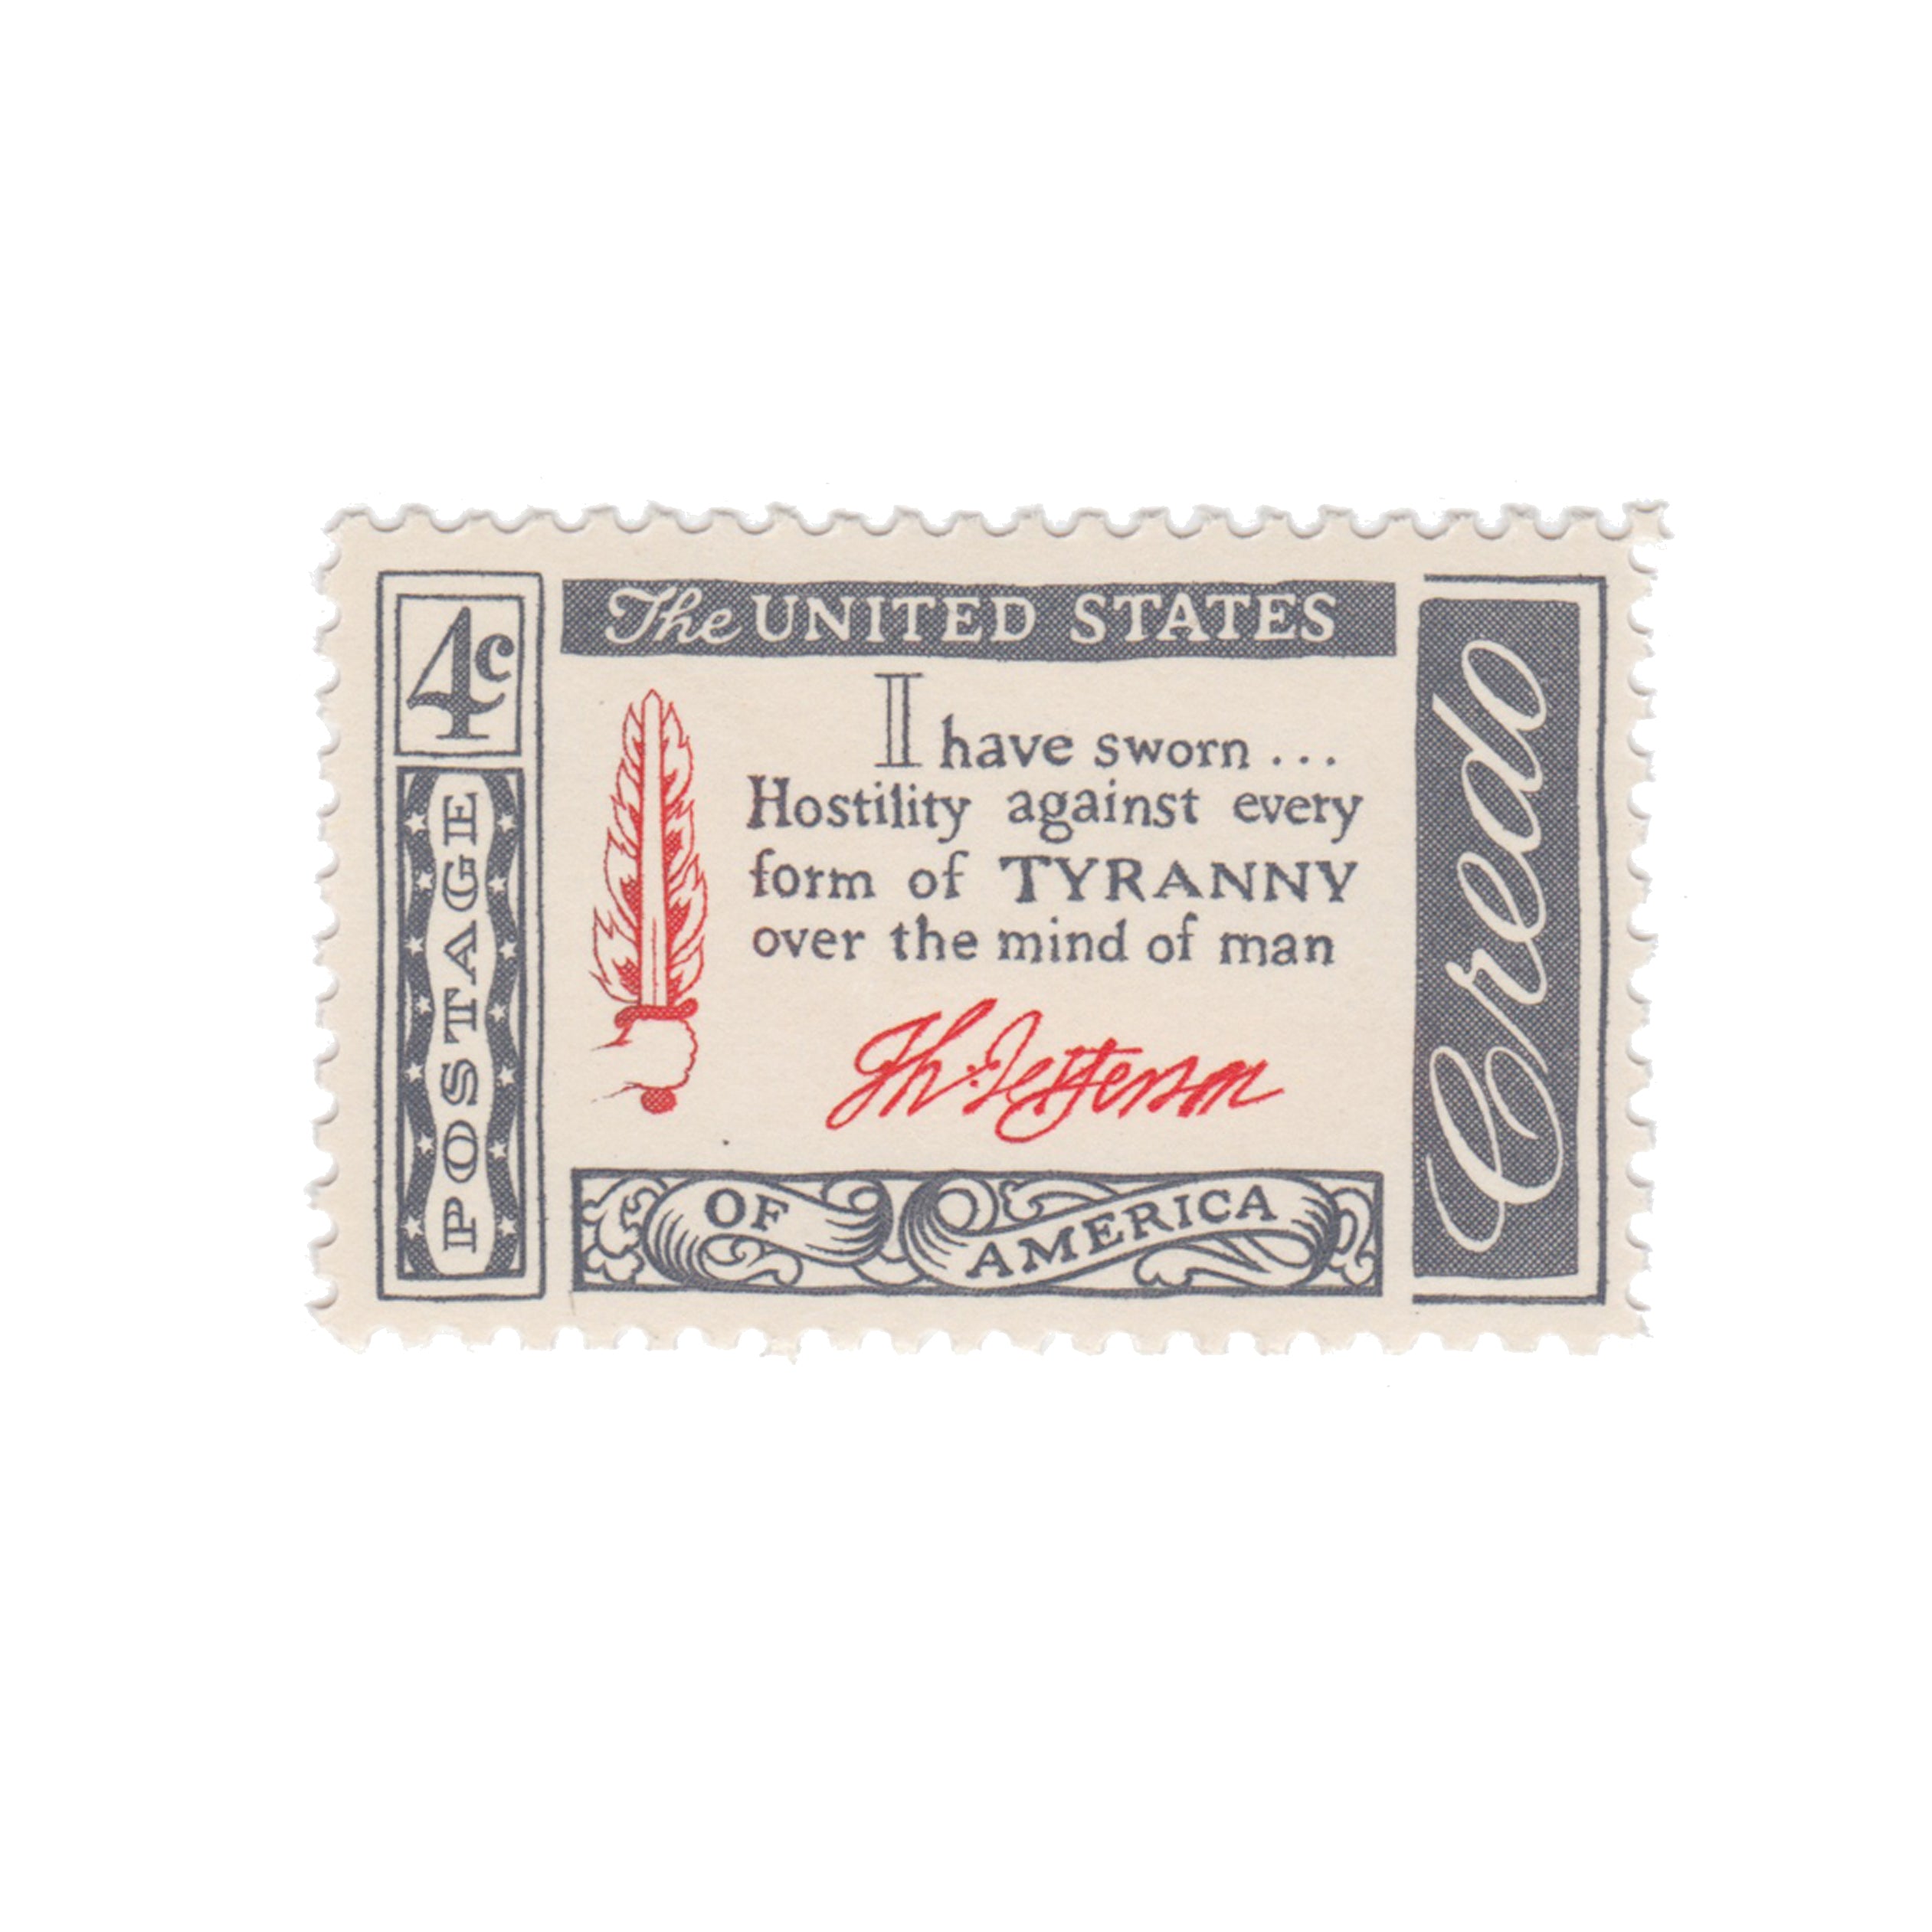 4c
POSTAGE
The UNITED STATES
I have sworn ...
Hostility against every
form of TYRANNY
over the mind of man
Th. Jefferson
OF AMERICA
Credo